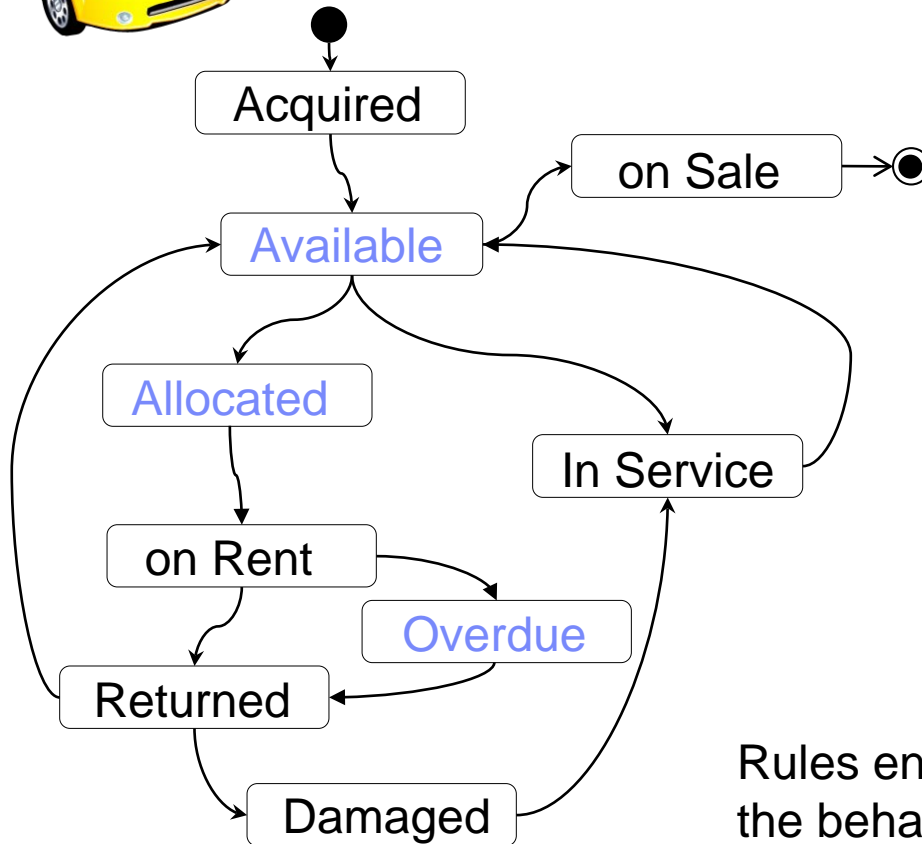 Acquired
on Sale
Available
Allocated
In Service
on Rent
Overdue
Returned
Damaged
Rules en
the beha